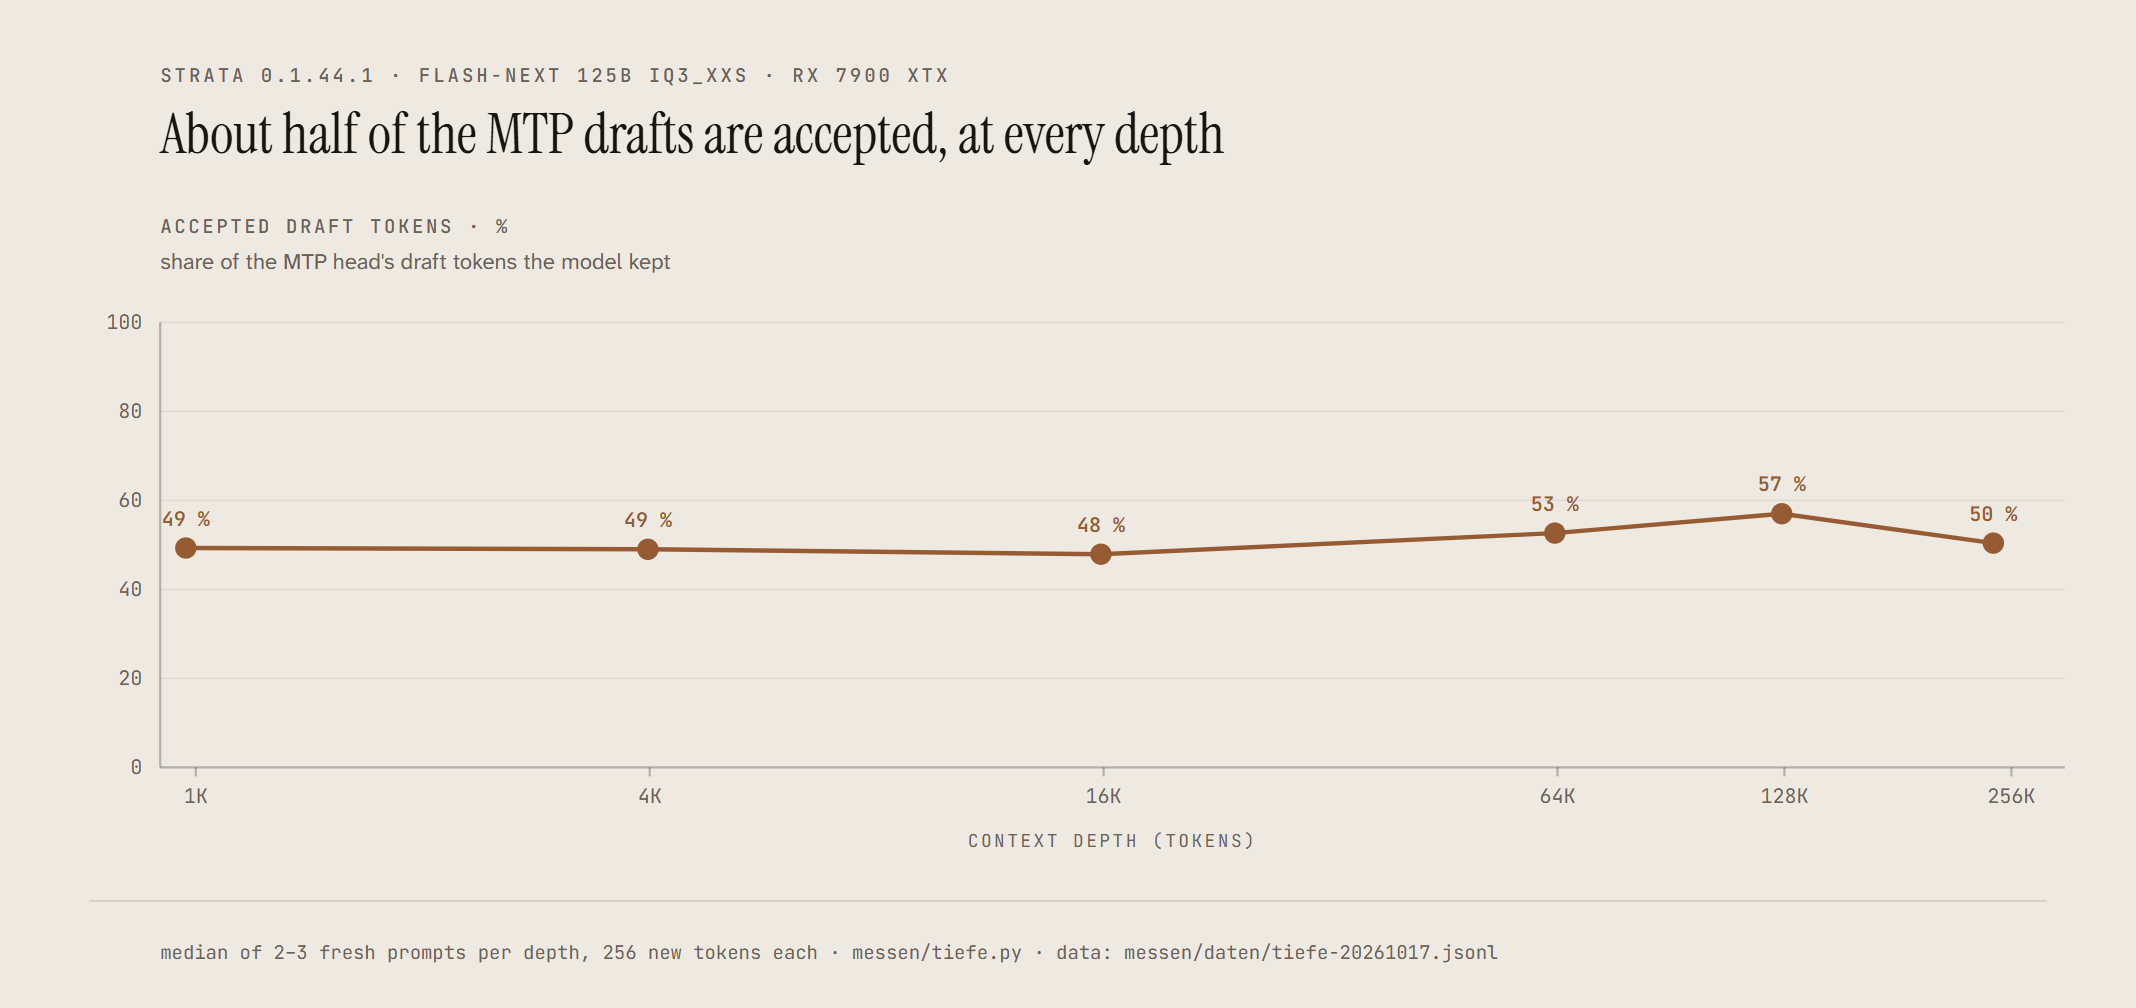 STRATA 0.1.44.1 · FLASH-NEXT 125B IQ3_XXS · RX 7900 XTX
About half of the MTP drafts are accepted, at every depth
ACCEPTED DRAFT TOKENS · %
share of the MTP head's draft tokens the model kept
100
80
60
40
20
0
49 %
49 %
48 %
53 %
57 %
50 %
1K
4K
16K
64K
128K
256K
CONTEXT DEPTH (TOKENS)
median of 2–3 fresh prompts per depth, 256 new tokens each · messen/tiefe.py · data: messen/daten/tiefe-20261017.jsonl